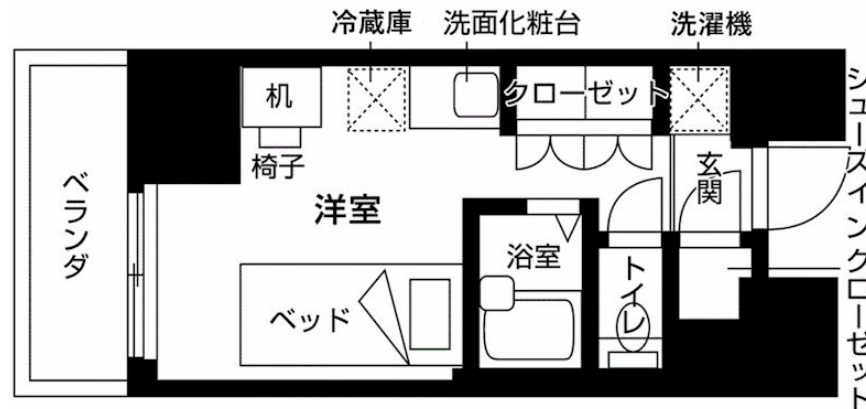 冷蔵庫
洗面化粧台
洗濯機
シューズインクローゼット
机
クローゼット
椅子
玄関
ベランダ
洋室
浴室
トイレ
ベッド